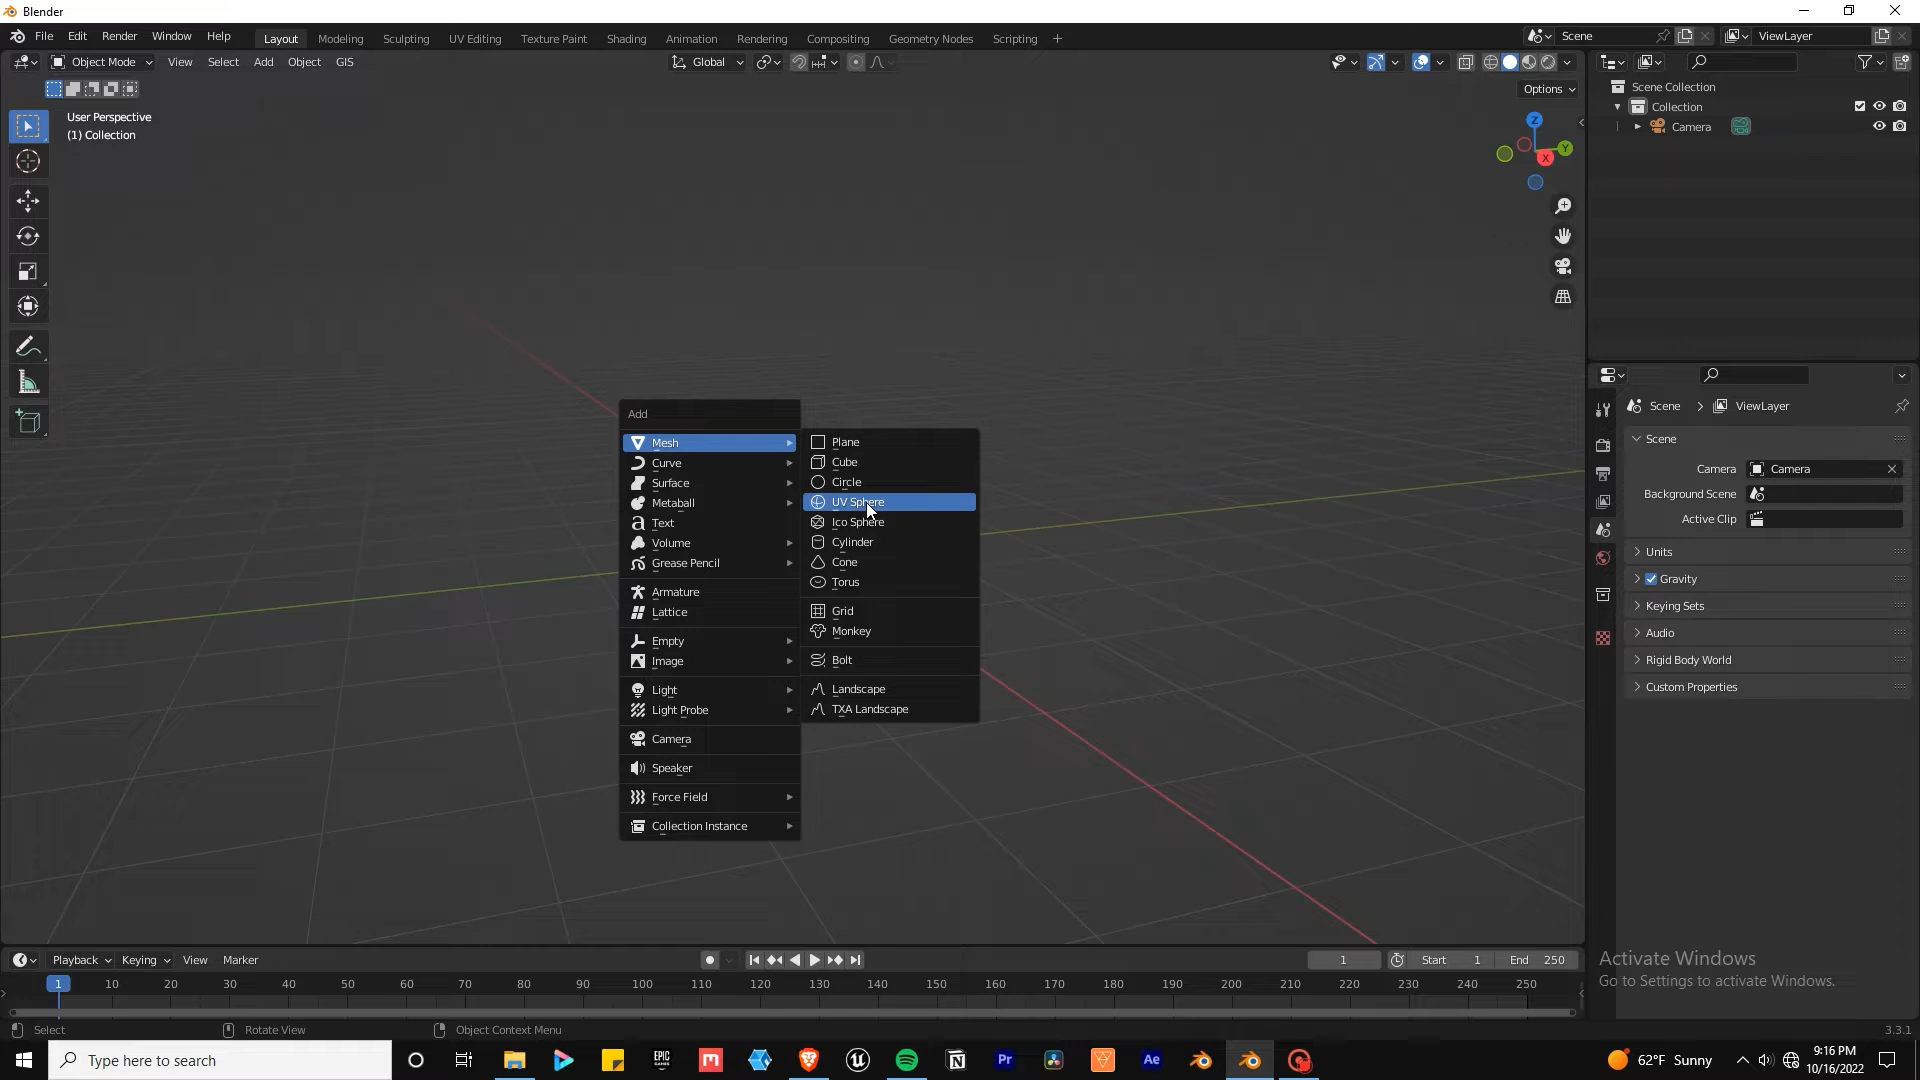 Blender
File Edit Render Window Help Layout Modeling Sculpting UV Editing Texture Paint Shading Animation Rendering Compositing Geometry Nodes Scripting + Scene ViewLayer
Object Mode View Select Add Object GIS Global
Options
User Perspective
(1) Collection
Z
Y
X
Scene Collection
Collection
Camera
Add
Mesh
Curve
Surface
Metaball
Text
Volume
Grease Pencil
Armature
Lattice
Empty
Image
Light
Light Probe
Camera
Speaker
Force Field
Collection Instance
Plane
Cube
Circle
UV Sphere
Ico Sphere
Cylinder
Cone
Torus
Grid
Monkey
Bolt
Landscape
TXA Landscape
Scene > ViewLayer
Scene
Camera Camera
Background Scene
Active Clip
Units
Gravity
Keying Sets
Audio
Rigid Body World
Custom Properties
Activate Windows
Go to Settings to activate Windows.
Playback Keying View Marker 1 Start 1 End 250
1 10 20 30 40 50 60 70 80 90 100 110 120 130 140 150 160 170 180 190 200 210 220 230 240 250
Select Rotate View Object Context Menu 3.3.1
Type here to search
EPIC GAMES
Pr
Ae
62°F Sunny
9:16 PM
10/16/2022